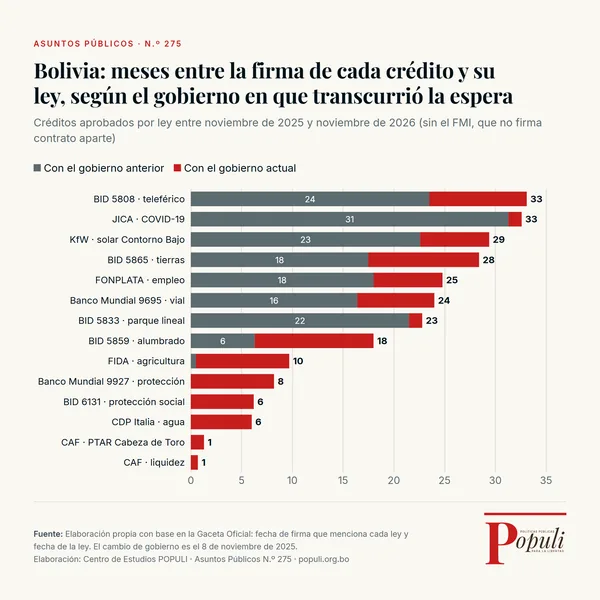 ASUNTOS PÚBLICOS · N.º 275
Bolivia: meses entre la firma de cada crédito y su
ley, según el gobierno en que transcurrió la espera
Créditos aprobados por ley entre noviembre de 2025 y noviembre de 2026 (sin el FMI, que no firma
contrato aparte)
Con el gobierno anterior Con el gobierno actual
BID 5808 · teleférico 24 33
JICA · COVID-19 31 33
KfW · solar Contorno Bajo 23 29
BID 5865 · tierras 18 28
FONPLATA · empleo 18 25
Banco Mundial 9695 · vial 16 24
BID 5833 · parque lineal 22 23
BID 5859 · alumbrado 6 18
FIDA · agricultura 10
Banco Mundial 9927 · protección 8
BID 6131 · protección social 6
CDP Italia · agua 6
CAF · PTAR Cabeza de Toro 1
CAF · liquidez 1
0 5 10 15 20 25 30 35
Fuente: Elaboración propia con base en la Gaceta Oficial: fecha de firma que menciona cada ley y
fecha de la ley. El cambio de gobierno es el 8 de noviembre de 2025.
Elaboración: Centro de Estudios POPULI · Asuntos Públicos N.º 275 · populi.org.bo
POLÍTICAS PÚBLICAS
Populi
PARA LA LIBERTAD